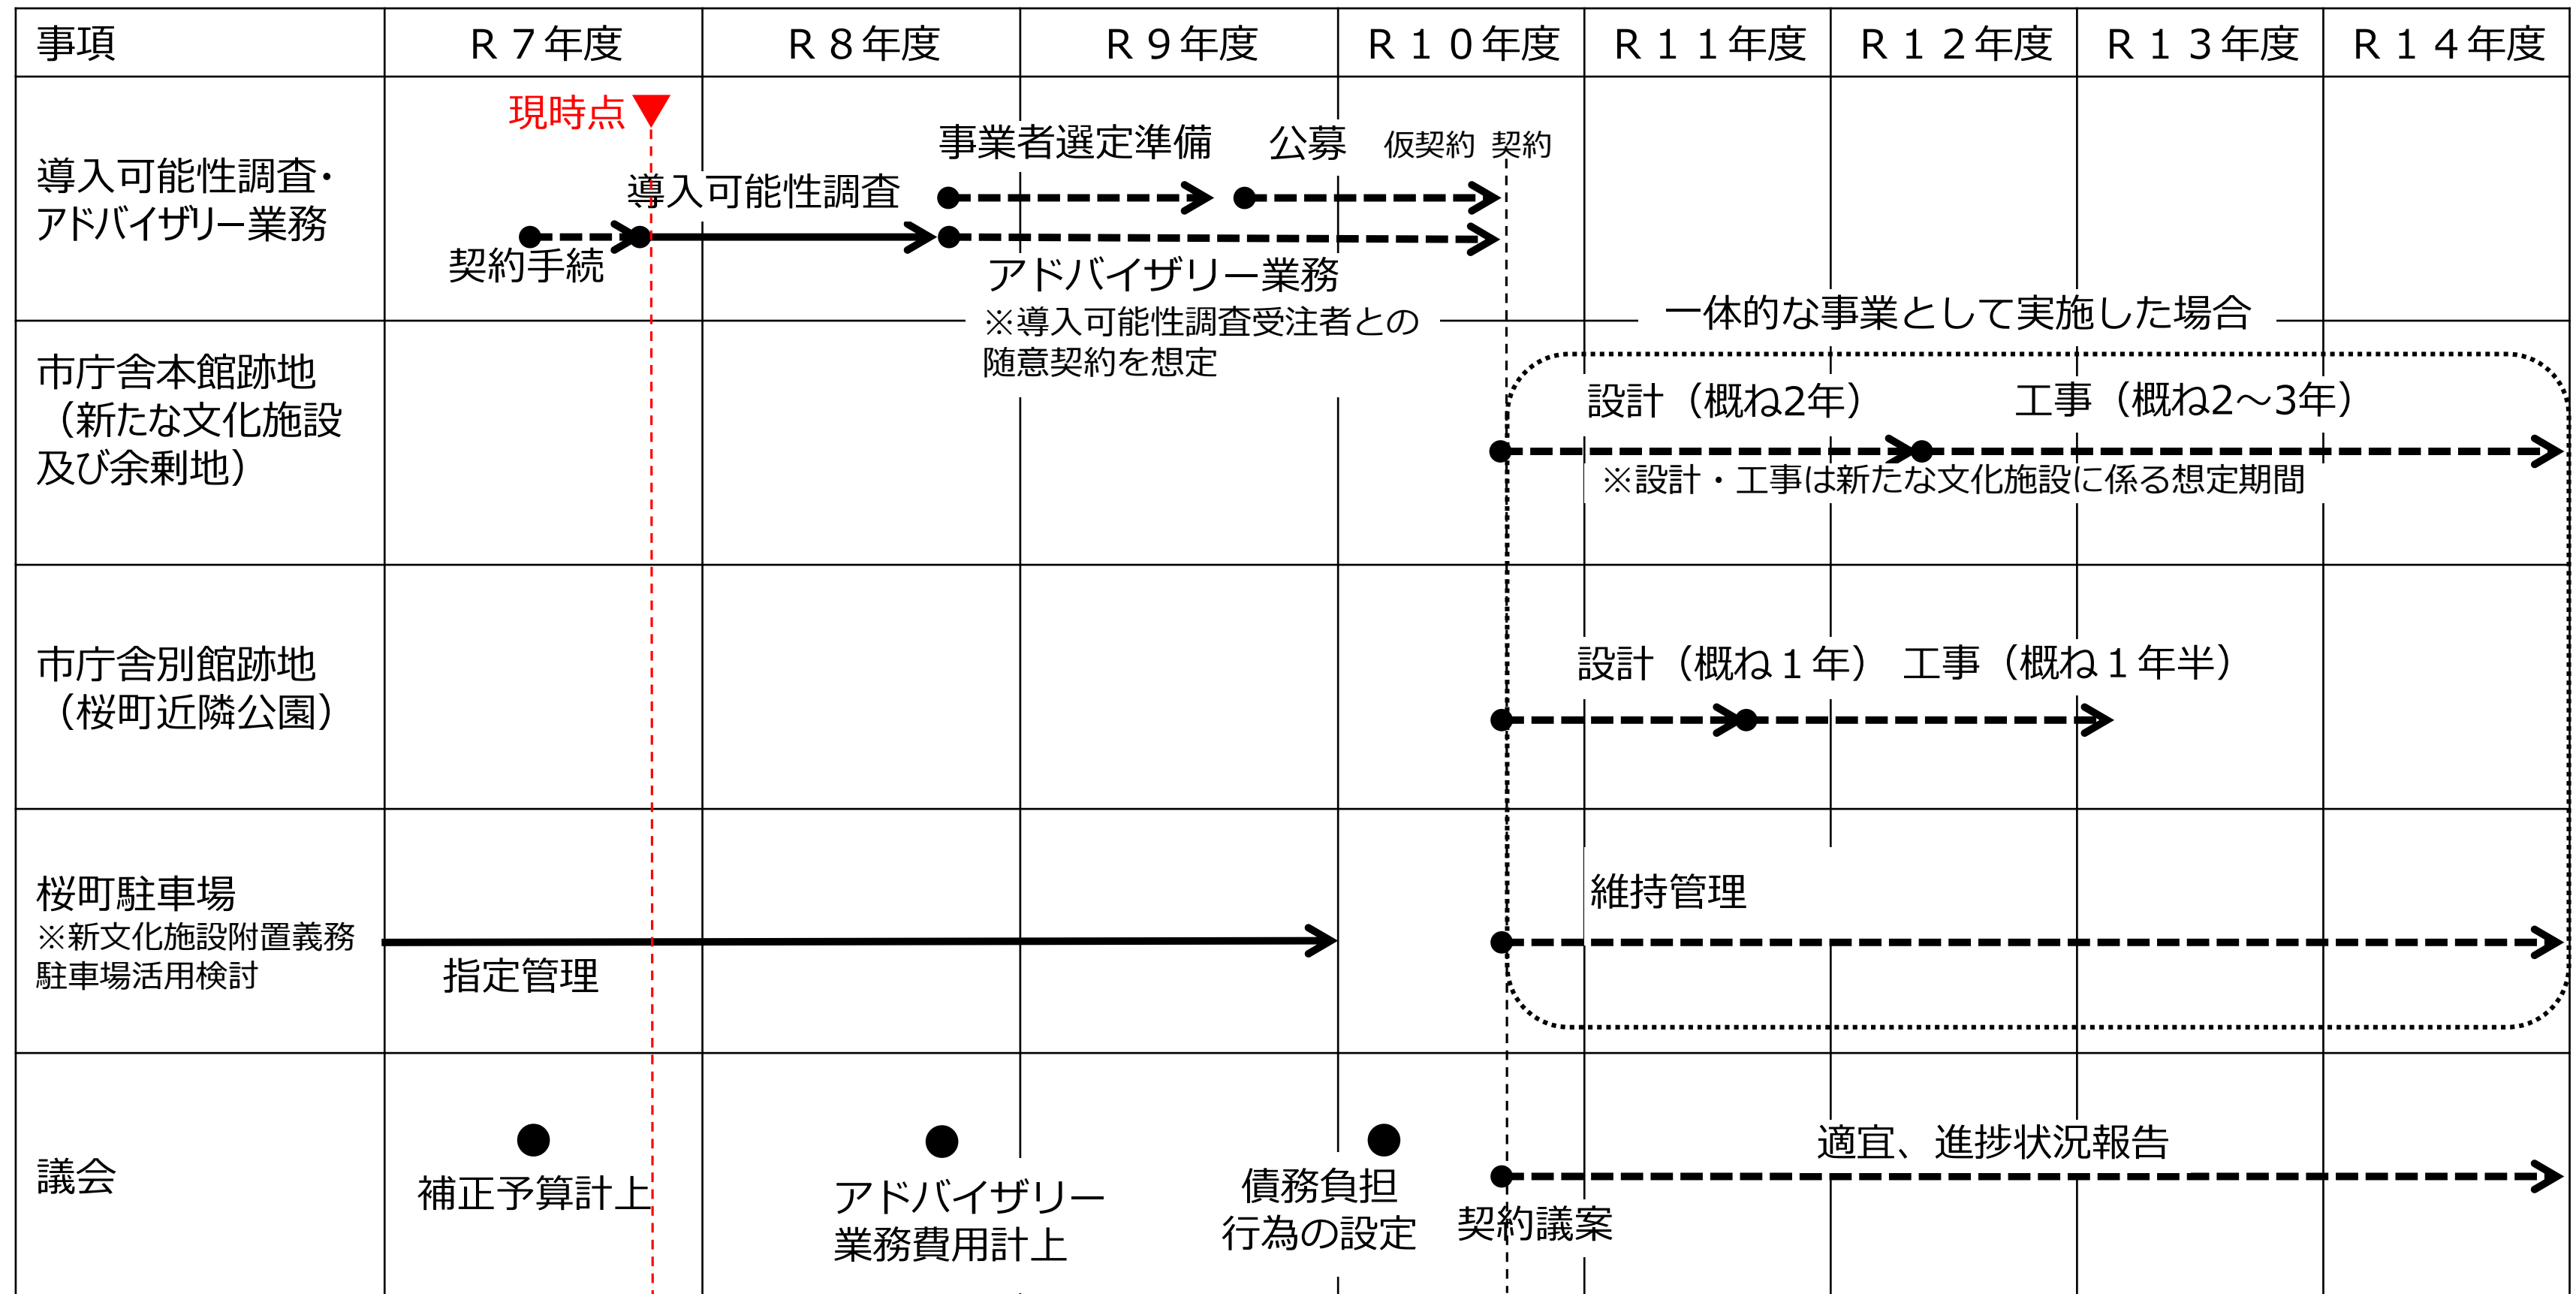 事項
R７年度
R８年度
R９年度
R１０年度
R１１年度
R１２年度
R１３年度
R１４年度
現時点
導入可能性調査・
アドバイザリー業務
事業者選定準備
公募
仮契約
契約
導入可能性調査
契約手続
アドバイザリー業務
※導入可能性調査受注者との
随意契約を想定
一体的な事業として実施した場合
市庁舎本館跡地
（新たな文化施設
及び余剰地）
設計（概ね2年）
工事（概ね2～3年）
※設計・工事は新たな文化施設に係る想定期間
市庁舎別館跡地
（桜町近隣公園）
設計（概ね１年）
工事（概ね１年半）
桜町駐車場
※新文化施設附置義務
駐車場活用検討
指定管理
維持管理
議会
補正予算計上
アドバイザリー
業務費用計上
債務負担
行為の設定
契約議案
適宜、進捗状況報告